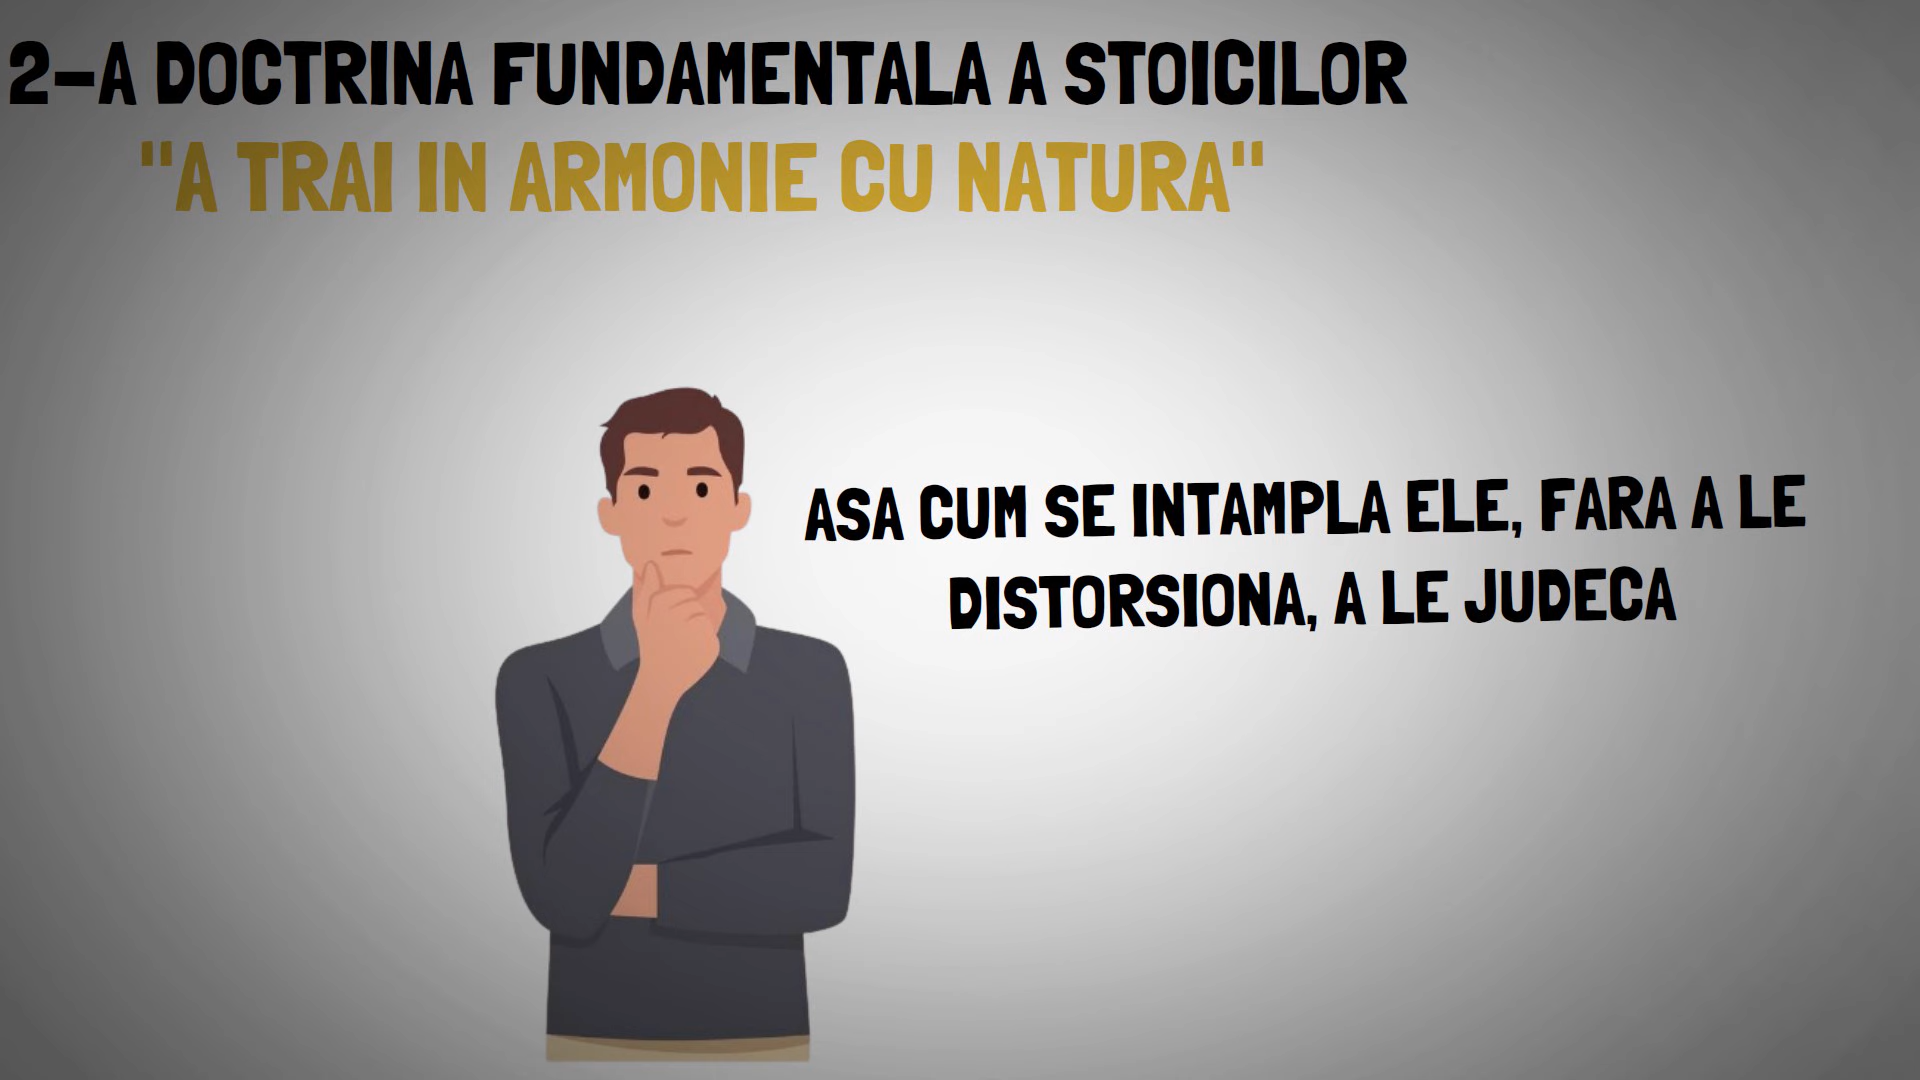 2-A DOCTRINA FUNDAMENTALA A STOICILOR
"A TRAI IN ARMONIE CU NATURA"
ASA CUM SE INTAMPLA ELE, FARA A LE
DISTORSIONA, A LE JUDECA